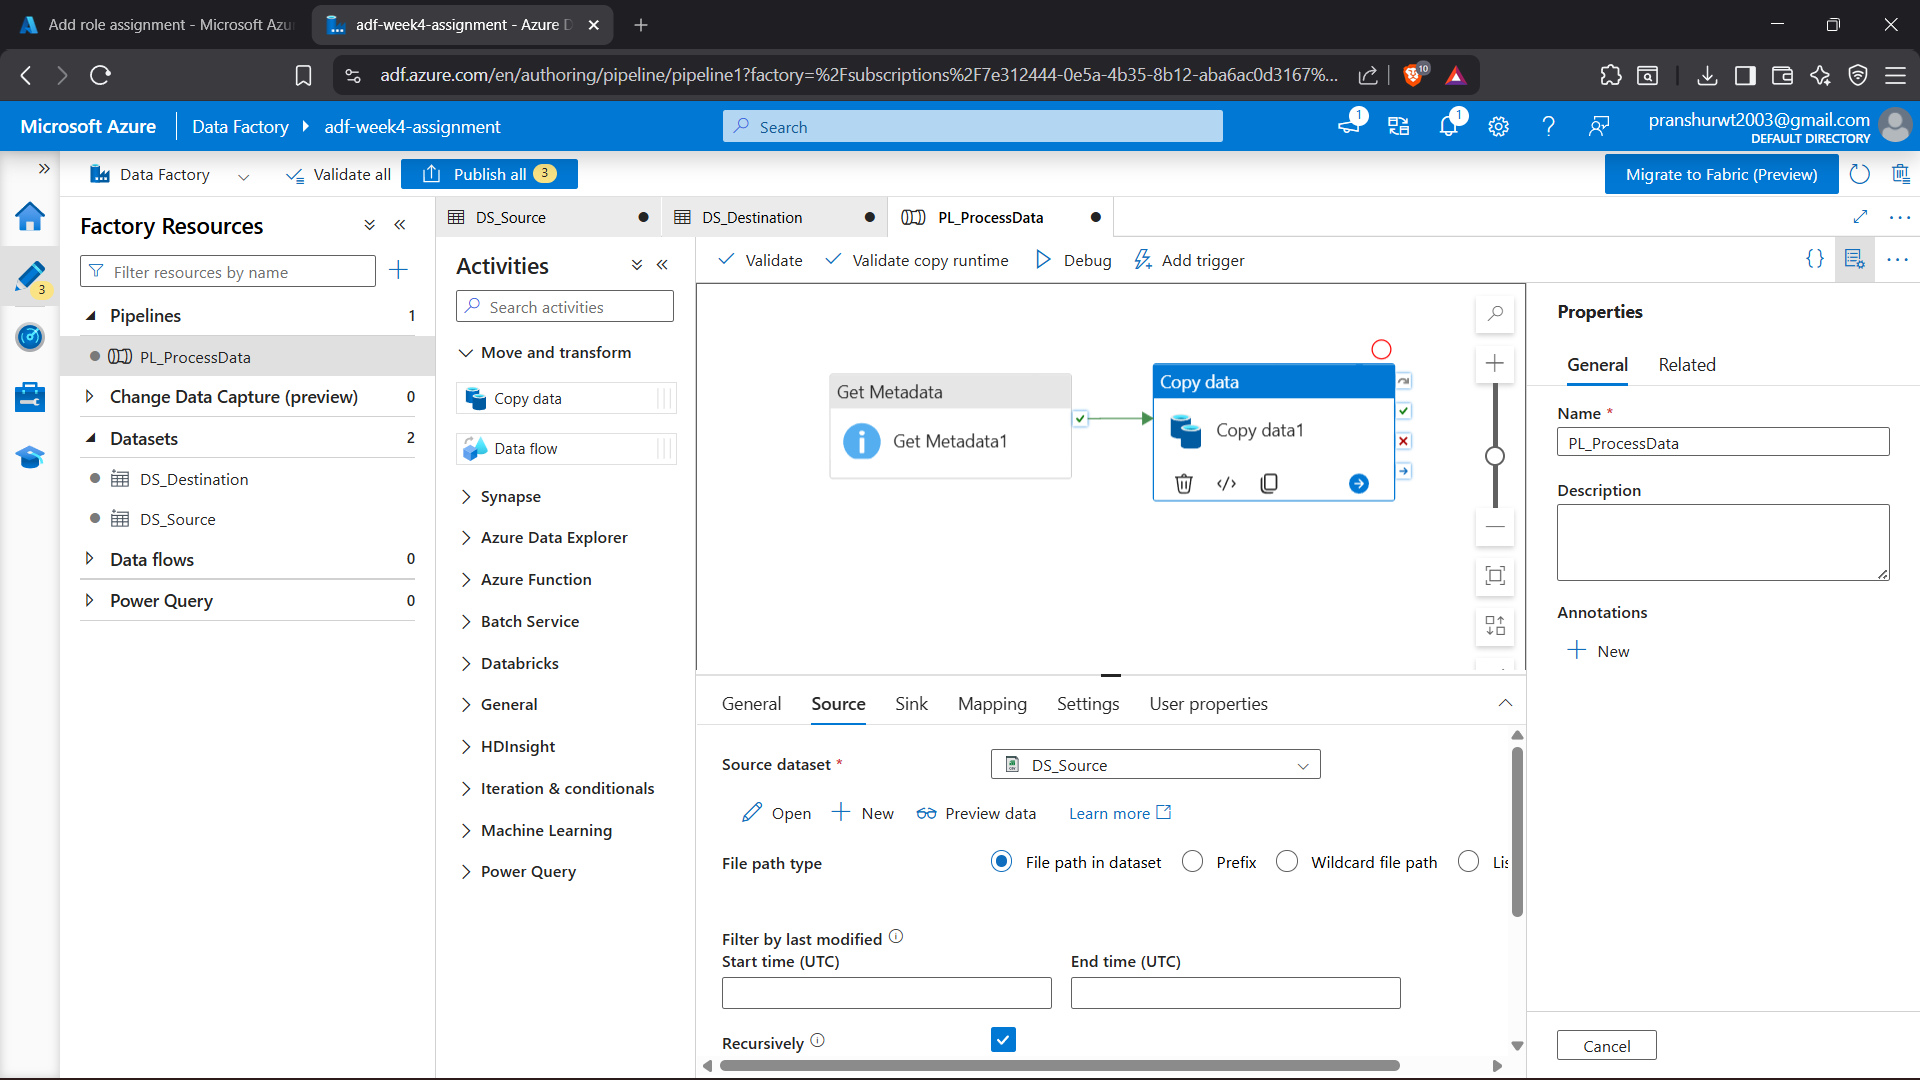 Add role assignment - Microsoft Azu
adf-week4-assignment - Azure D
adf.azure.com/en/authoring/pipeline/pipeline1?factory=%2Fsubscriptions%2F7e312444-0e5a-4b35-8b12-aba6ac0d3167%...
10
Microsoft Azure
Data Factory
adf-week4-assignment
Search
1
1
pranshurwt2003@gmail.com
DEFAULT DIRECTORY
Data Factory
Validate all
Publish all
3
Migrate to Fabric (Preview)
3
Factory Resources
Filter resources by name
Pipelines
1
PL_ProcessData
Change Data Capture (preview)
0
Datasets
2
DS_Destination
DS_Source
Data flows
0
Power Query
0
DS_Source
DS_Destination
PL_ProcessData
Activities
Search activities
Move and transform
Copy data
Data flow
Synapse
Azure Data Explorer
Azure Function
Batch Service
Databricks
General
HDInsight
Iteration & conditionals
Machine Learning
Power Query
Validate
Validate copy runtime
Debug
Add trigger
{}
Get Metadata
Get Metadata1
Copy data
Copy data1
General
Source
Sink
Mapping
Settings
User properties
Source dataset *
DS_Source
Open
New
Preview data
Learn more
File path type
File path in dataset
Prefix
Wildcard file path
Lis
Filter by last modified
Start time (UTC)
End time (UTC)
Recursively
Properties
General
Related
Name *
PL_ProcessData
Description
Annotations
New
Cancel